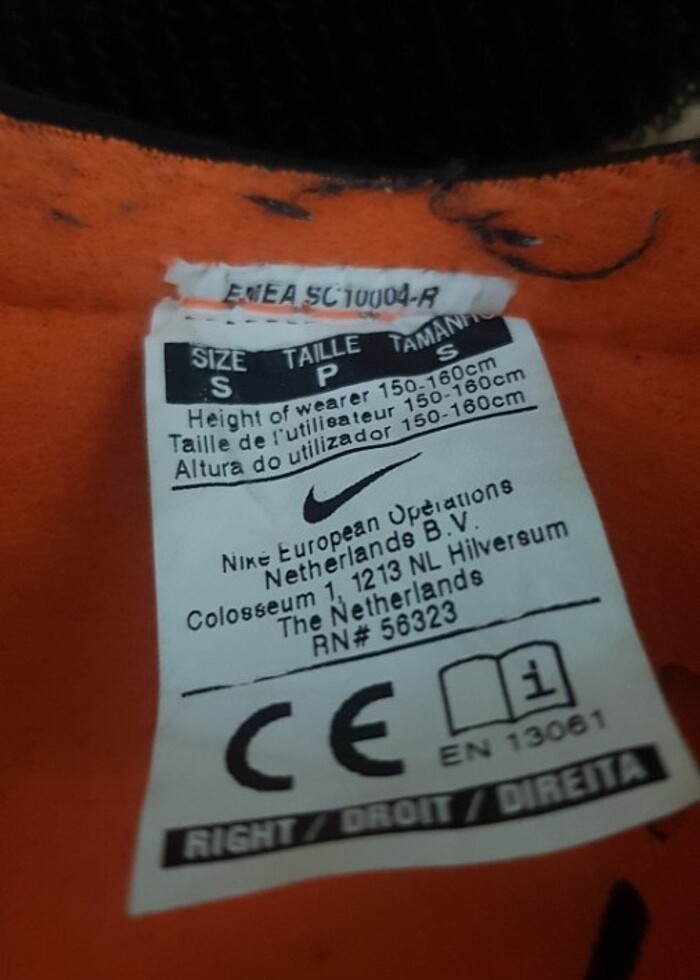 EMEA SC10004-R
SIZE TAILLE TAMANHO
S P S
Height of wearer 150-160cm
Taille de l'utilisateur 150-160cm
Altura do utilizador 150-160cm
Nike European Operations
Netherlands B.V.
Colosseum 1, 1213 NL Hilversum
The Netherlands
RN# 56323
CE i
EN 13061
RIGHT / DROIT / DIREITA